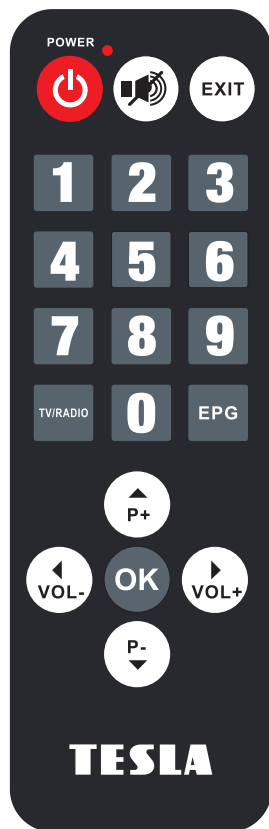 POWER
EXIT
1 2 3
4 5 6
7 8 9
TV/RADIO 0 EPG
P+
VOL- OK VOL+
P-
TESLA